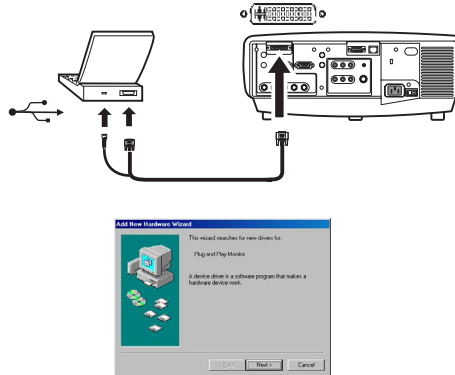 Add New Hardware Wizard
This wizard searches for new drivers for:
Plug and Play Monitor
A device driver is a software program that makes a
hardware device work.
< Back
Next >
Cancel